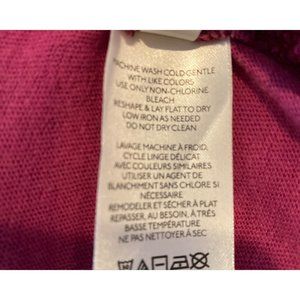 MACHINE WASH COLD GENTLE
WITH LIKE COLORS
USE ONLY NON-CHLORINE
BLEACH
RESHAPE & LAY FLAT TO DRY
LOW IRON AS NEEDED
DO NOT DRY CLEAN
LAVAGE MACHINE À FROID,
CYCLE LINGE DÉLICAT
AVEC COULEURS SIMILAIRES
UTILISER UN AGENT DE
BLANCHIMENT SANS CHLORE SI
NÉCESSAIRE
REMODELER ET SÉCHER À PLAT
REPASSER, AU BESOIN, À TRÈS
BASSE TEMPÉRATURE
NE PAS NETTOYER À SEC